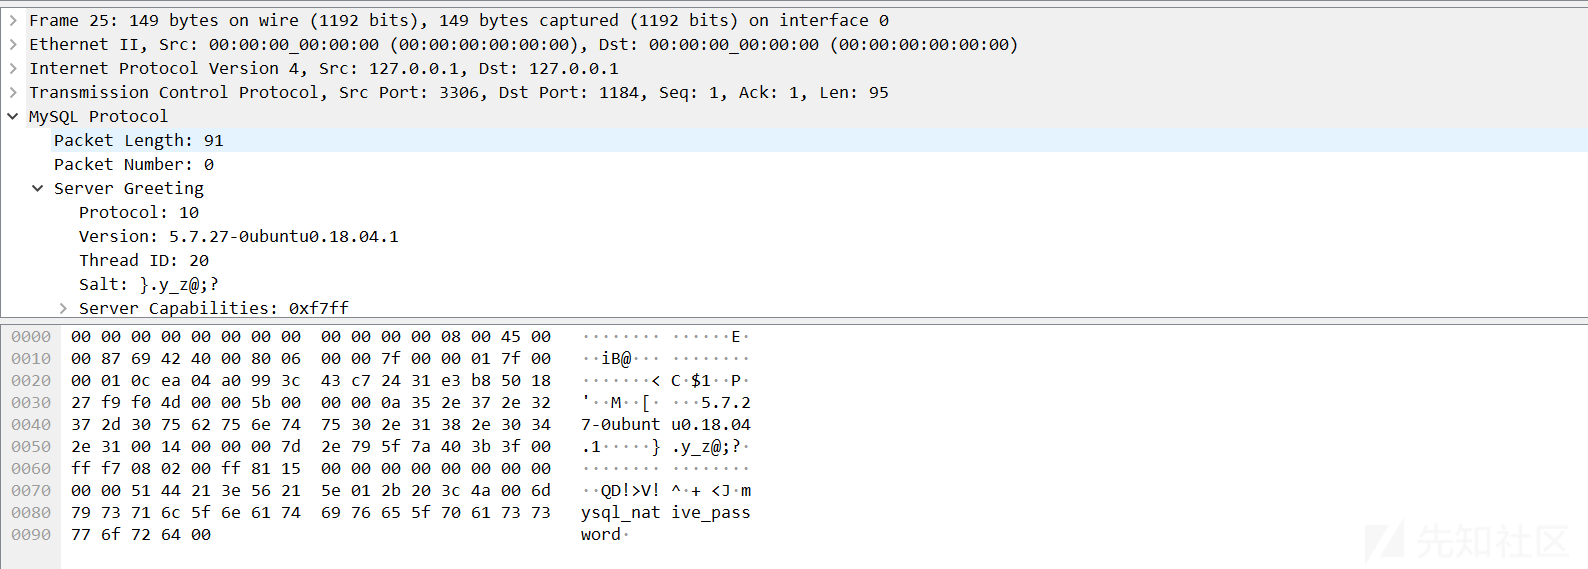 Frame 25: 149 bytes on wire (1192 bits), 149 bytes captured (1192 bits) on interface 0
Ethernet II, Src: 00:00:00_00:00:00 (00:00:00:00:00:00), Dst: 00:00:00_00:00:00 (00:00:00:00:00:00)
Internet Protocol Version 4, Src: 127.0.0.1, Dst: 127.0.0.1
Transmission Control Protocol, Src Port: 3306, Dst Port: 1184, Seq: 1, Ack: 1, Len: 95
MySQL Protocol
Packet Length: 91
Packet Number: 0
Server Greeting
Protocol: 10
Version: 5.7.27-0ubuntu0.18.04.1
Thread ID: 20
Salt: }.y_z@;?
Server Capabilities: 0xf7ff
0000 00 00 00 00 00 00 00 00 00 00 00 00 08 00 45 00 ········ ······E·
0010 00 87 69 42 40 00 80 06 00 00 7f 00 00 01 7f 00 ··iB@··· ········
0020 00 01 0c ea 04 a0 99 3c 43 c7 24 31 e3 b8 50 18 ·······< C·$1··P·
0030 27 f9 f0 4d 00 00 5b 00 00 00 0a 35 2e 37 2e 32 '··M··[· ···5.7.2
0040 37 2d 30 75 62 75 6e 74 75 30 2e 31 38 2e 30 34 7-0ubunt u0.18.04
0050 2e 31 00 14 00 00 00 7d 2e 79 5f 7a 40 3b 3f 00 .1·····} .y_z@;?·
0060 ff f7 08 02 00 ff 81 15 00 00 00 00 00 00 00 00 ········ ········
0070 00 00 51 44 21 3e 56 21 5e 01 2b 20 3c 4a 00 6d ··QD!>V! ^·+ <J·m
0080 79 73 71 6c 5f 6e 61 74 69 76 65 5f 70 61 73 73 ysql_nat ive_pass
0090 77 6f 72 64 00 word·
先知社区